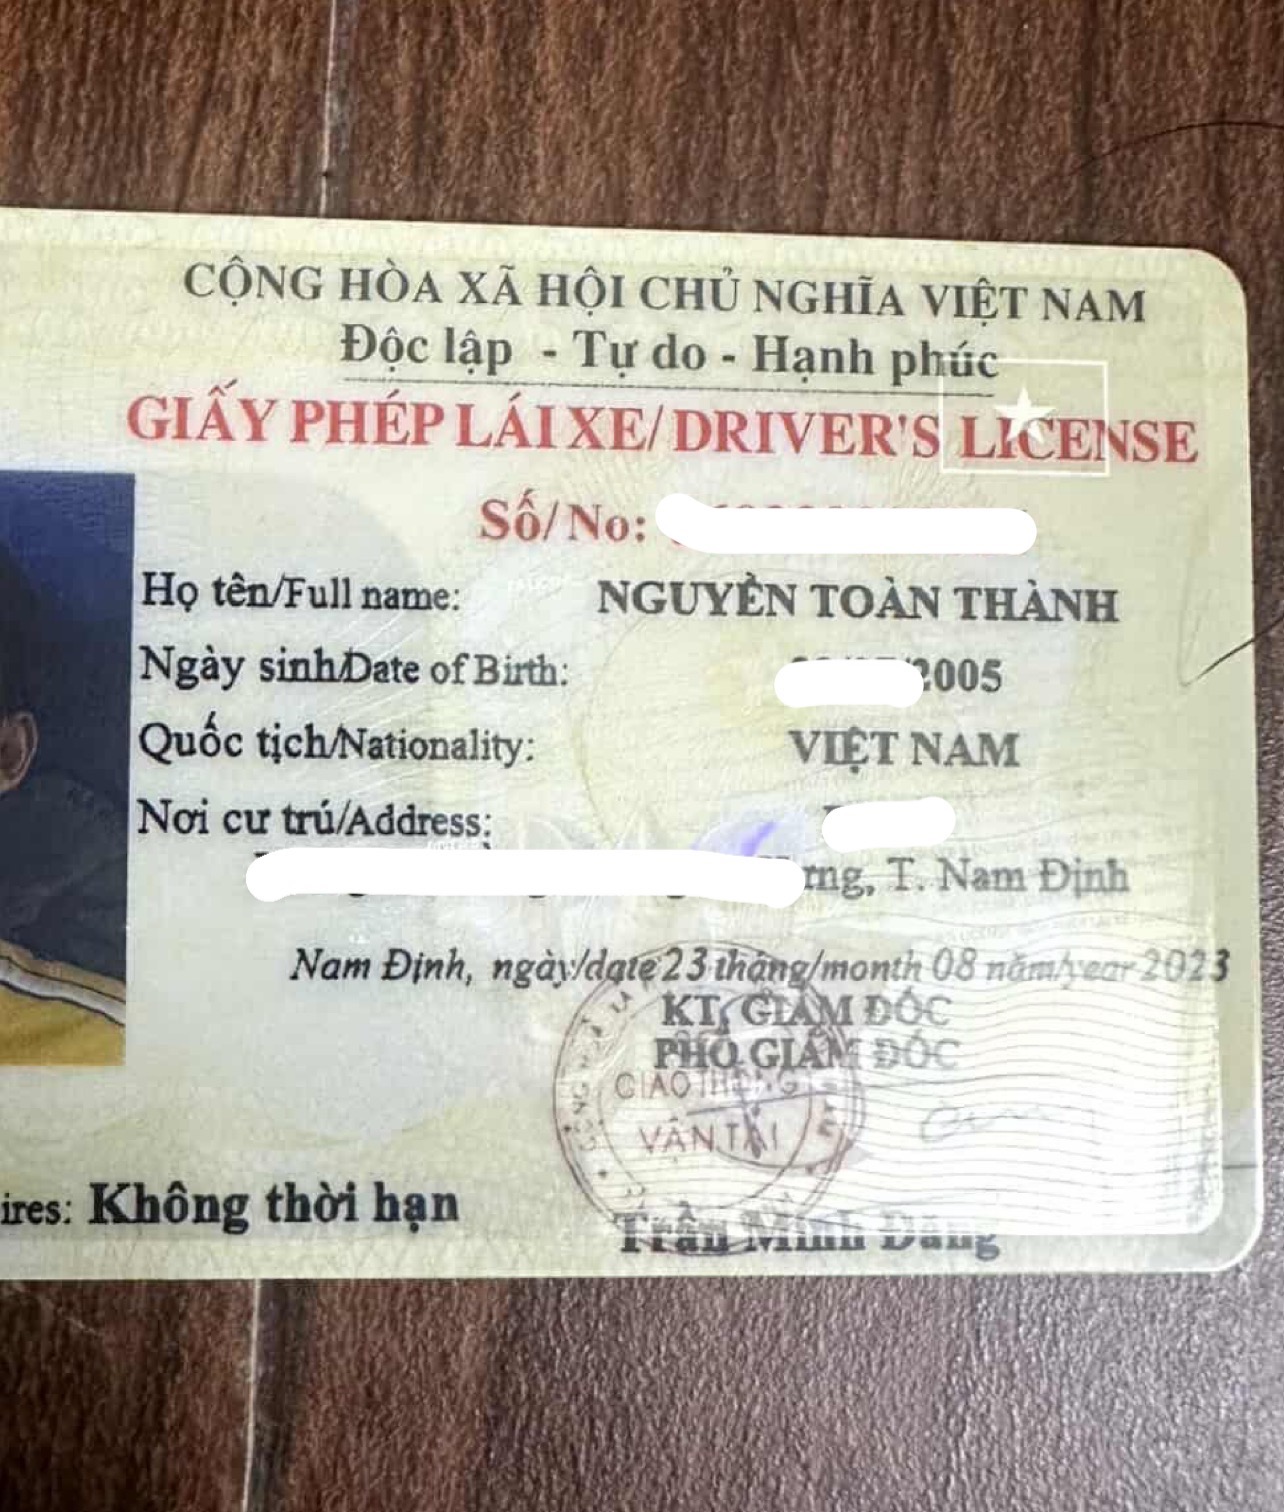 CỘNG HÒA XÃ HỘI CHỦ NGHĨA VIỆT NAM
Độc lập - Tự do - Hạnh phúc
GIẤY PHÉP LÁI XE/ DRIVER'S LICENSE
Số/ No:
Họ tên/Full name: NGUYỄN TOÀN THÀNH
Ngày sinh/Date of Birth: 2005
Quốc tịch/Nationality: VIỆT NAM
Nơi cư trú/Address:
T. Nam Định
Nam Định, ngày/date 23 tháng/month 08 năm/year 2023
KT. GIÁM ĐỐC
PHÓ GIÁM ĐỐC
GIAO THÔNG
VẬN TẢI
ires: Không thời hạn
Trần Minh Đăng